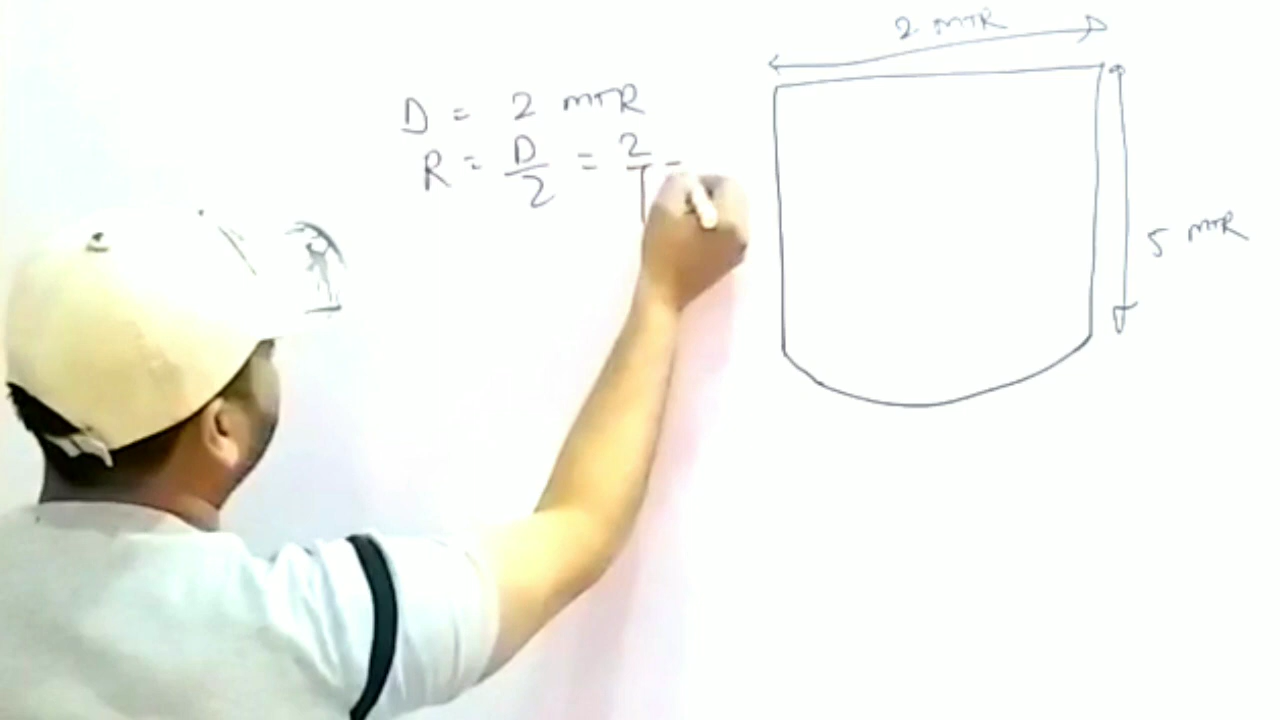 2 MTR
D = 2 MTR
R = D/2 = 2/1 =
5 MTR